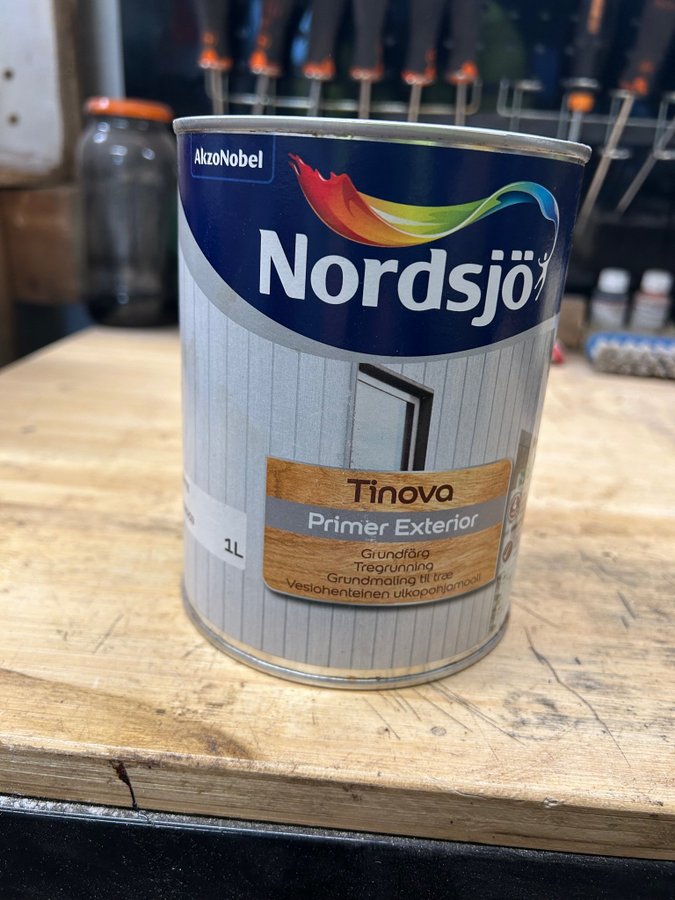 AkzoNobel
Nordsjö
Tinova
Primer Exterior
Grundfärg
Tregrunning
Grundmaling til træ
Vesiohenteinen ulkopohjamaali
1L